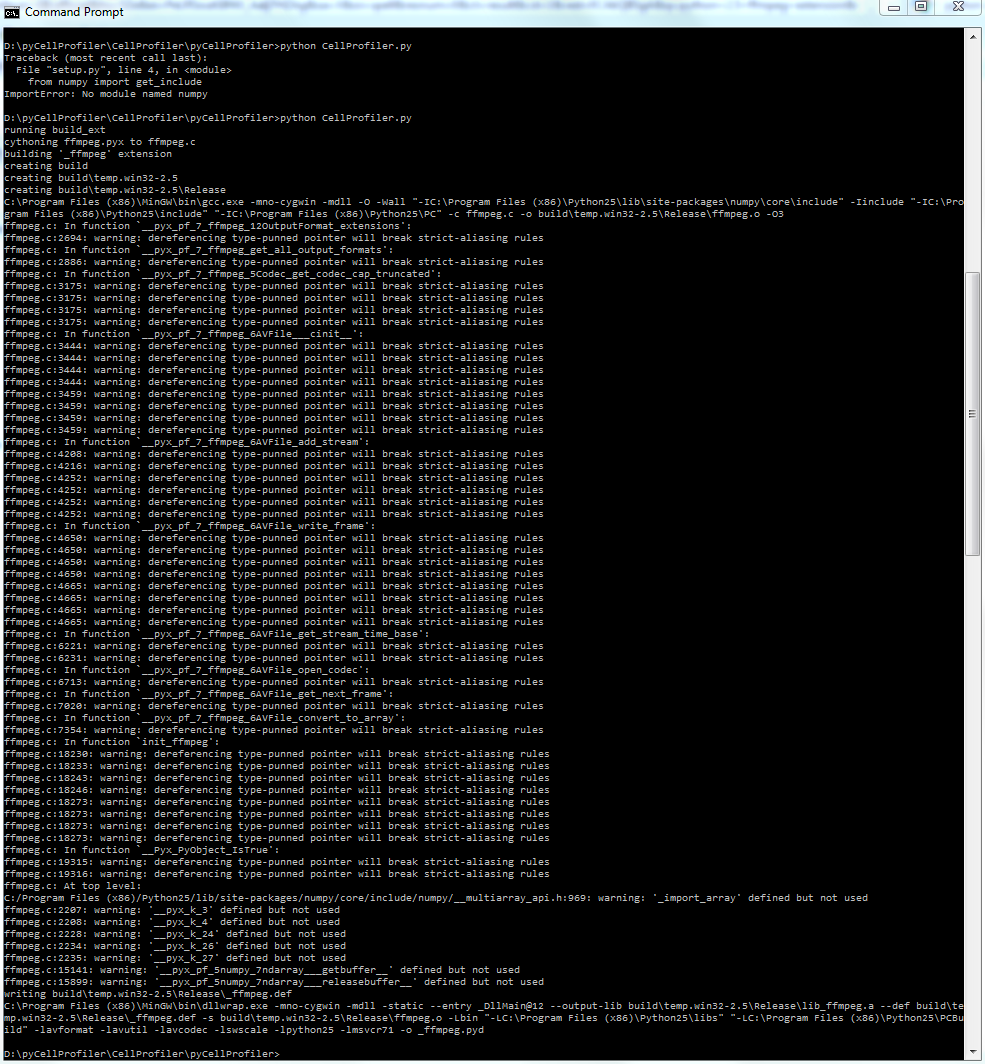 Command Prompt
D:\pyCellProfiler\CellProfiler\pyCellProfiler>python CellProfiler.py
Traceback (most recent call last):
  File "setup.py", line 4, in <module>
    from numpy import get_include
ImportError: No module named numpy
D:\pyCellProfiler\CellProfiler\pyCellProfiler>python CellProfiler.py
running build_ext
cythoning ffmpeg.pyx to ffmpeg.c
building '_ffmpeg' extension
creating build
creating build\temp.win32-2.5
creating build\temp.win32-2.5\Release
C:\Program Files (x86)\MinGW\bin\gcc.exe -mno-cygwin -mdll -O -Wall "-IC:\Program Files (x86)\Python25\lib\site-packages\numpy\core\include" -Iinclude "-IC:\Pro
gram Files (x86)\Python25\include" "-IC:\Program Files (x86)\Python25\PC" -c ffmpeg.c -o build\temp.win32-2.5\Release\ffmpeg.o -O3
ffmpeg.c: In function `__pyx_pf_7_ffmpeg_12OutputFormat_extensions':
ffmpeg.c:2694: warning: dereferencing type-punned pointer will break strict-aliasing rules
ffmpeg.c: In function `__pyx_pf_7_ffmpeg_get_all_output_formats':
ffmpeg.c:2886: warning: dereferencing type-punned pointer will break strict-aliasing rules
ffmpeg.c: In function `__pyx_pf_7_ffmpeg_5Codec_get_codec_cap_truncated':
ffmpeg.c:3175: warning: dereferencing type-punned pointer will break strict-aliasing rules
ffmpeg.c:3175: warning: dereferencing type-punned pointer will break strict-aliasing rules
ffmpeg.c:3175: warning: dereferencing type-punned pointer will break strict-aliasing rules
ffmpeg.c:3175: warning: dereferencing type-punned pointer will break strict-aliasing rules
ffmpeg.c: In function `__pyx_pf_7_ffmpeg_6AVFile___cinit__':
ffmpeg.c:3444: warning: dereferencing type-punned pointer will break strict-aliasing rules
ffmpeg.c:3444: warning: dereferencing type-punned pointer will break strict-aliasing rules
ffmpeg.c:3444: warning: dereferencing type-punned pointer will break strict-aliasing rules
ffmpeg.c:3444: warning: dereferencing type-punned pointer will break strict-aliasing rules
ffmpeg.c:3459: warning: dereferencing type-punned pointer will break strict-aliasing rules
ffmpeg.c:3459: warning: dereferencing type-punned pointer will break strict-aliasing rules
ffmpeg.c:3459: warning: dereferencing type-punned pointer will break strict-aliasing rules
ffmpeg.c:3459: warning: dereferencing type-punned pointer will break strict-aliasing rules
ffmpeg.c: In function `__pyx_pf_7_ffmpeg_6AVFile_add_stream':
ffmpeg.c:4208: warning: dereferencing type-punned pointer will break strict-aliasing rules
ffmpeg.c:4216: warning: dereferencing type-punned pointer will break strict-aliasing rules
ffmpeg.c:4252: warning: dereferencing type-punned pointer will break strict-aliasing rules
ffmpeg.c:4252: warning: dereferencing type-punned pointer will break strict-aliasing rules
ffmpeg.c:4252: warning: dereferencing type-punned pointer will break strict-aliasing rules
ffmpeg.c:4252: warning: dereferencing type-punned pointer will break strict-aliasing rules
ffmpeg.c: In function `__pyx_pf_7_ffmpeg_6AVFile_write_frame':
ffmpeg.c:4650: warning: dereferencing type-punned pointer will break strict-aliasing rules
ffmpeg.c:4650: warning: dereferencing type-punned pointer will break strict-aliasing rules
ffmpeg.c:4650: warning: dereferencing type-punned pointer will break strict-aliasing rules
ffmpeg.c:4650: warning: dereferencing type-punned pointer will break strict-aliasing rules
ffmpeg.c:4665: warning: dereferencing type-punned pointer will break strict-aliasing rules
ffmpeg.c:4665: warning: dereferencing type-punned pointer will break strict-aliasing rules
ffmpeg.c:4665: warning: dereferencing type-punned pointer will break strict-aliasing rules
ffmpeg.c:4665: warning: dereferencing type-punned pointer will break strict-aliasing rules
ffmpeg.c: In function `__pyx_pf_7_ffmpeg_6AVFile_get_stream_time_base':
ffmpeg.c:6221: warning: dereferencing type-punned pointer will break strict-aliasing rules
ffmpeg.c:6231: warning: dereferencing type-punned pointer will break strict-aliasing rules
ffmpeg.c: In function `__pyx_pf_7_ffmpeg_6AVFile_open_codec':
ffmpeg.c:6713: warning: dereferencing type-punned pointer will break strict-aliasing rules
ffmpeg.c: In function `__pyx_pf_7_ffmpeg_6AVFile_get_next_frame':
ffmpeg.c:7020: warning: dereferencing type-punned pointer will break strict-aliasing rules
ffmpeg.c: In function `__pyx_pf_7_ffmpeg_6AVFile_convert_to_array':
ffmpeg.c:7354: warning: dereferencing type-punned pointer will break strict-aliasing rules
ffmpeg.c: In function `init_ffmpeg':
ffmpeg.c:18230: warning: dereferencing type-punned pointer will break strict-aliasing rules
ffmpeg.c:18233: warning: dereferencing type-punned pointer will break strict-aliasing rules
ffmpeg.c:18243: warning: dereferencing type-punned pointer will break strict-aliasing rules
ffmpeg.c:18246: warning: dereferencing type-punned pointer will break strict-aliasing rules
ffmpeg.c:18273: warning: dereferencing type-punned pointer will break strict-aliasing rules
ffmpeg.c:18273: warning: dereferencing type-punned pointer will break strict-aliasing rules
ffmpeg.c:18273: warning: dereferencing type-punned pointer will break strict-aliasing rules
ffmpeg.c:18273: warning: dereferencing type-punned pointer will break strict-aliasing rules
ffmpeg.c: In function `__Pyx_PyObject_IsTrue':
ffmpeg.c:19315: warning: dereferencing type-punned pointer will break strict-aliasing rules
ffmpeg.c:19316: warning: dereferencing type-punned pointer will break strict-aliasing rules
ffmpeg.c: At top level:
C:/Program Files (x86)/Python25/lib/site-packages/numpy/core/include/numpy/__multiarray_api.h:969: warning: '_import_array' defined but not used
ffmpeg.c:2207: warning: '__pyx_k_3' defined but not used
ffmpeg.c:2208: warning: '__pyx_k_4' defined but not used
ffmpeg.c:2228: warning: '__pyx_k_24' defined but not used
ffmpeg.c:2234: warning: '__pyx_k_26' defined but not used
ffmpeg.c:2235: warning: '__pyx_k_27' defined but not used
ffmpeg.c:15141: warning: '__pyx_pf_5numpy_7ndarray___getbuffer__' defined but not used
ffmpeg.c:15899: warning: '__pyx_pf_5numpy_7ndarray___releasebuffer__' defined but not used
writing build\temp.win32-2.5\Release\_ffmpeg.def
C:\Program Files (x86)\MinGW\bin\dllwrap.exe -mno-cygwin -mdll -static --entry _DllMain@12 --output-lib build\temp.win32-2.5\Release\lib_ffmpeg.a --def build\te
mp.win32-2.5\Release\_ffmpeg.def -s build\temp.win32-2.5\Release\ffmpeg.o -Lbin "-LC:\Program Files (x86)\Python25\libs" "-LC:\Program Files (x86)\Python25\PCBu
ild" -lavformat -lavutil -lavcodec -lswscale -lpython25 -lmsvcr71 -o _ffmpeg.pyd
D:\pyCellProfiler\CellProfiler\pyCellProfiler>